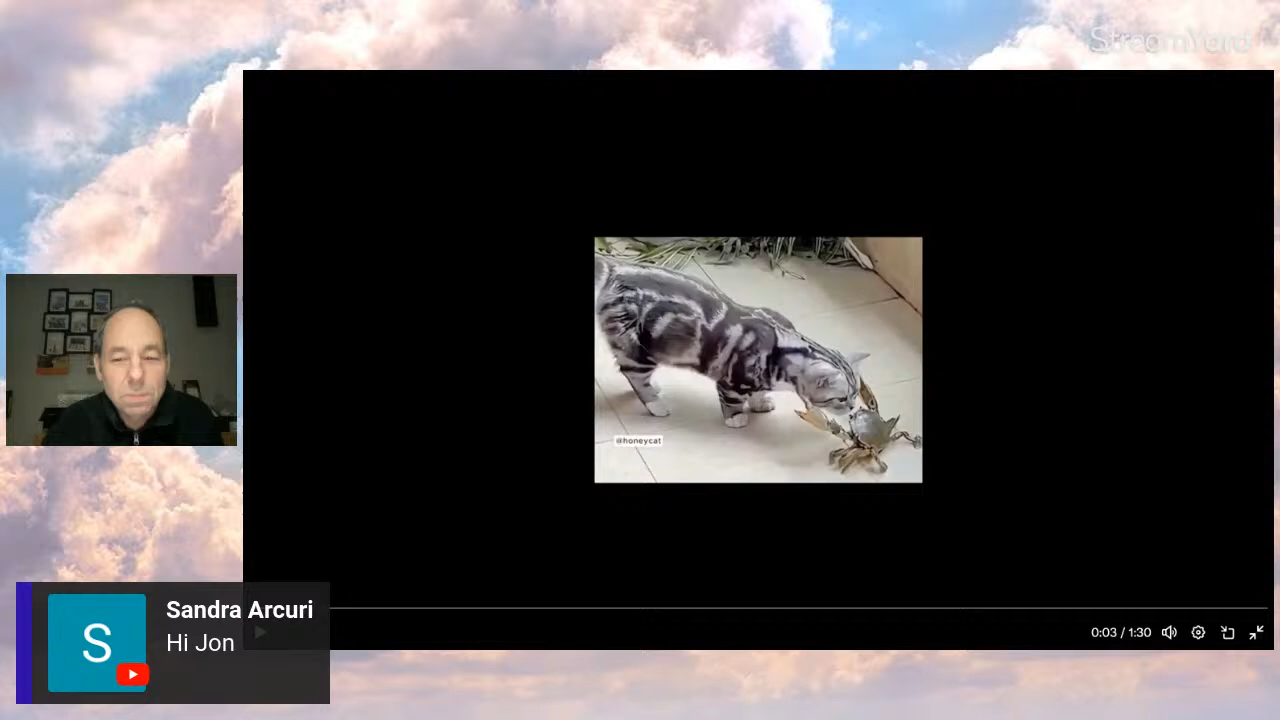 StreamYard
@honeycat
S
Sandra Arcuri
Hi Jon
0:03 / 1:30